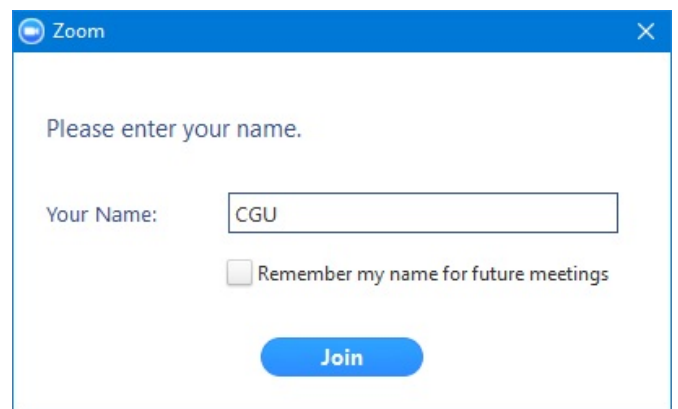 Zoom
Please enter your name.
Your Name: CGU
Remember my name for future meetings
Join